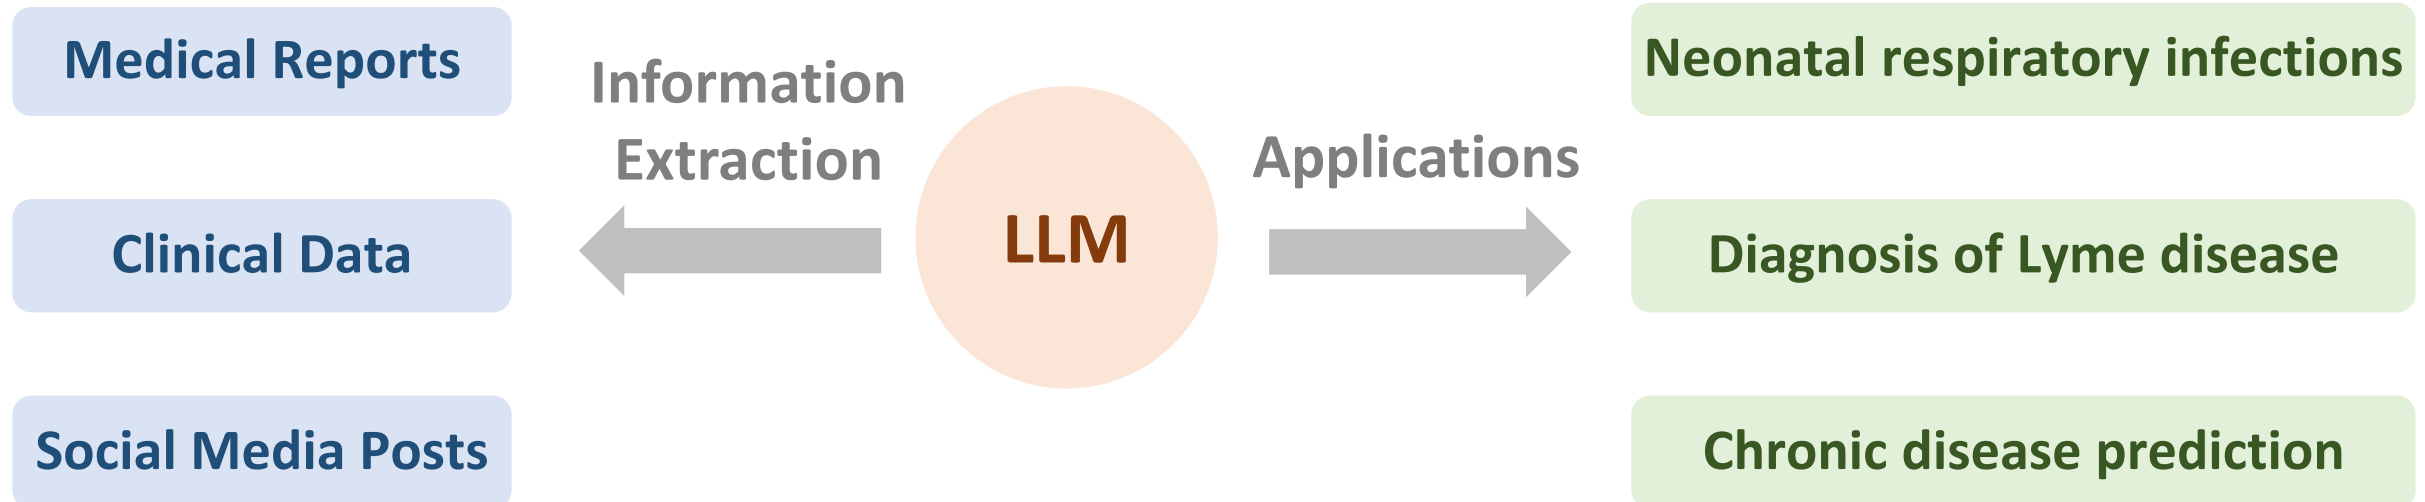 Medical Reports
Clinical Data
Social Media Posts
Information
Extraction
LLM
Applications
Neonatal respiratory infections
Diagnosis of Lyme disease
Chronic disease prediction